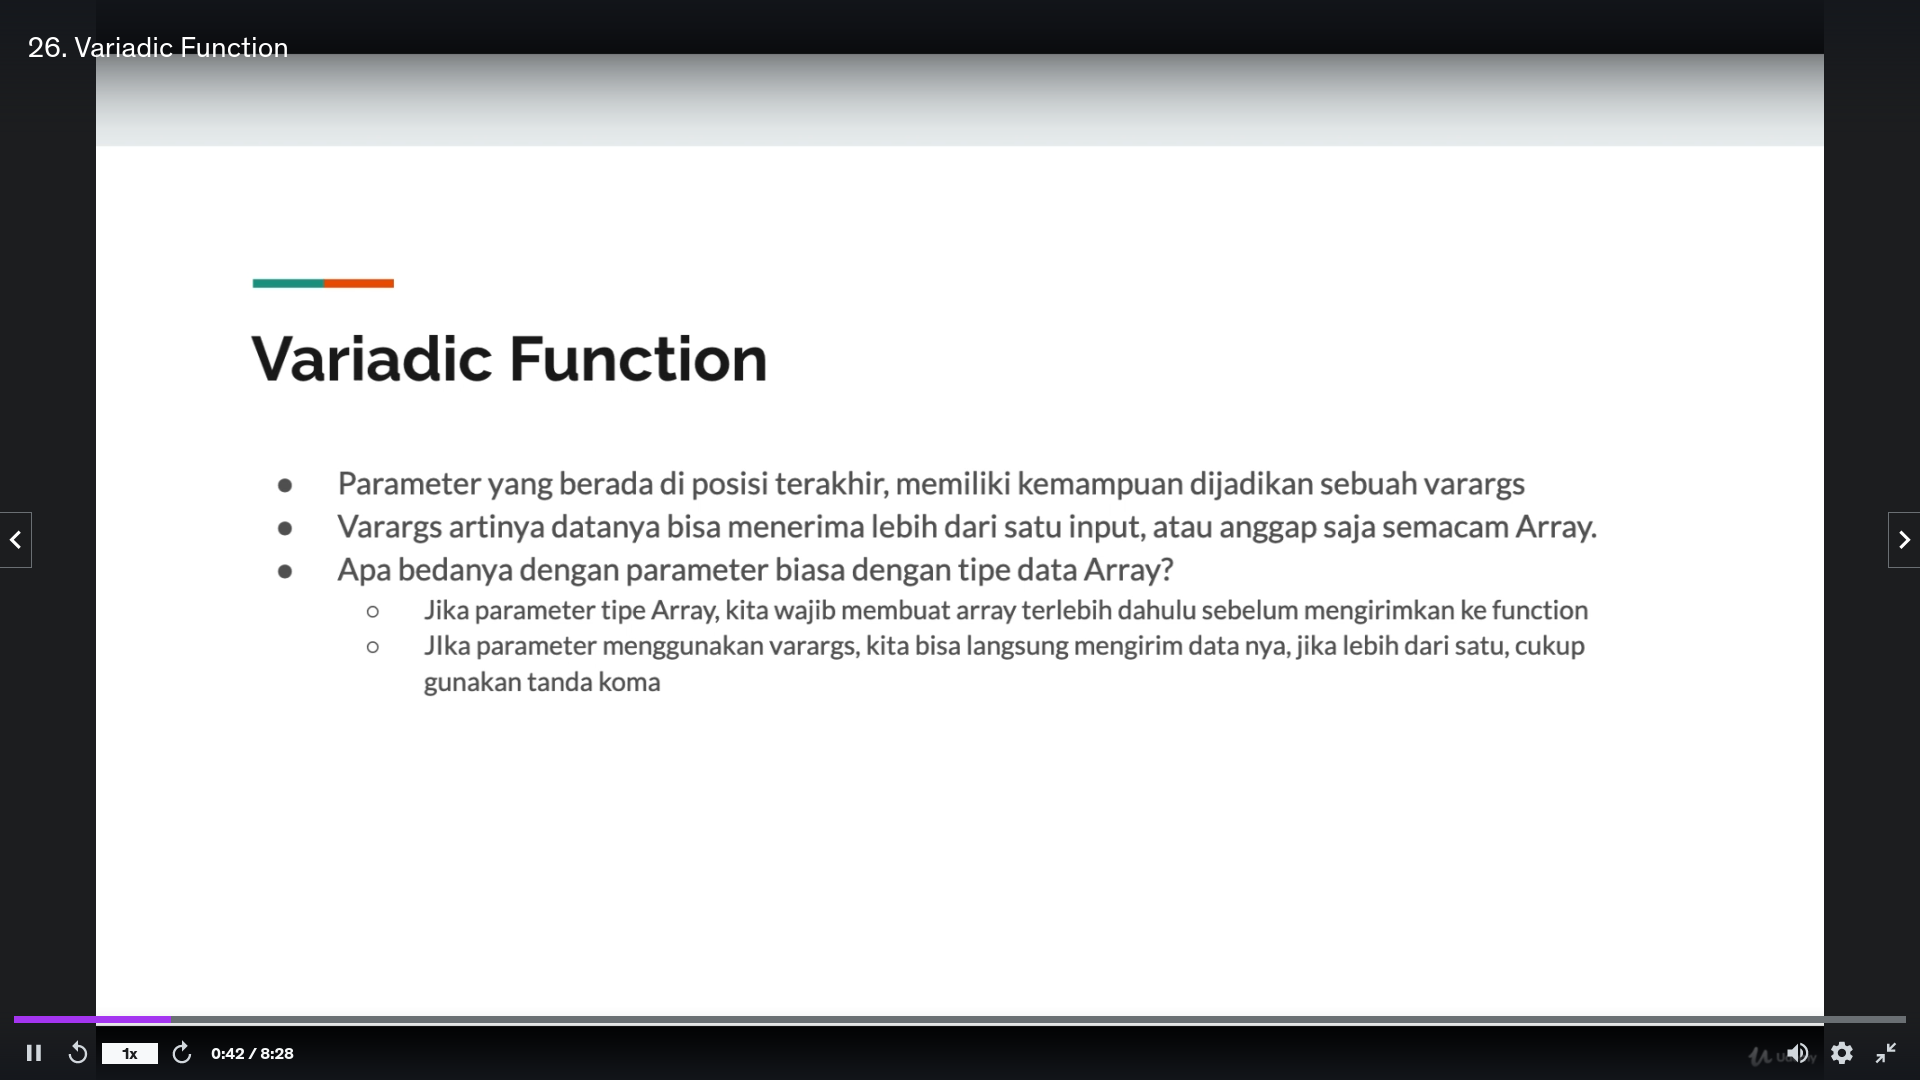 26. Variadic Function
Variadic Function
● Parameter yang berada di posisi terakhir, memiliki kemampuan dijadikan sebuah varargs
● Varargs artinya datanya bisa menerima lebih dari satu input, atau anggap saja semacam Array.
● Apa bedanya dengan parameter biasa dengan tipe data Array?
○ Jika parameter tipe Array, kita wajib membuat array terlebih dahulu sebelum mengirimkan ke function
○ JIka parameter menggunakan varargs, kita bisa langsung mengirim data nya, jika lebih dari satu, cukup
gunakan tanda koma
1x
0:42 / 8:28